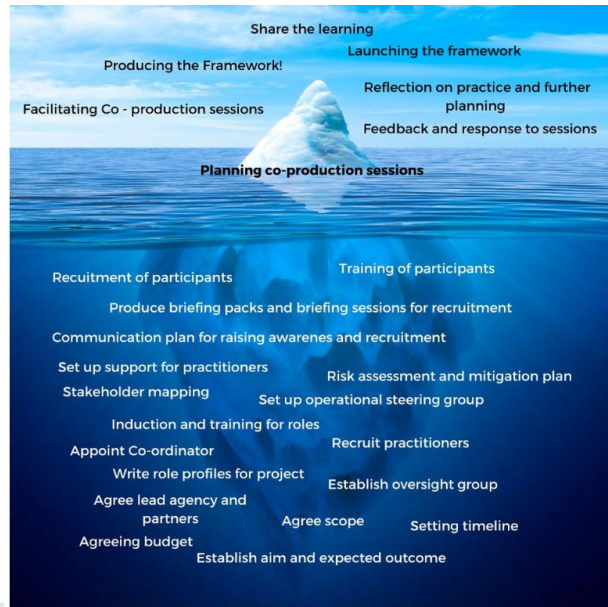 Share the learning
Launching the framework
Producing the Framework!
Reflection on practice and further
planning
Facilitating Co - production sessions
Feedback and response to sessions
Planning co-production sessions
Training of participants
Recuitment of participants
Produce briefing packs and briefing sessions for recruitment
Communication plan for raising awarenes and recruitment
Set up support for practitioners
Risk assessment and mitigation plan
Stakeholder mapping
Set up operational steering group
Induction and training for roles
Recruit practitioners
Appoint Co-ordinator
Write role profiles for project
Establish oversight group
Agree lead agency and
partners
Agree scope
Setting timeline
Agreeing budget
Establish aim and expected outcome